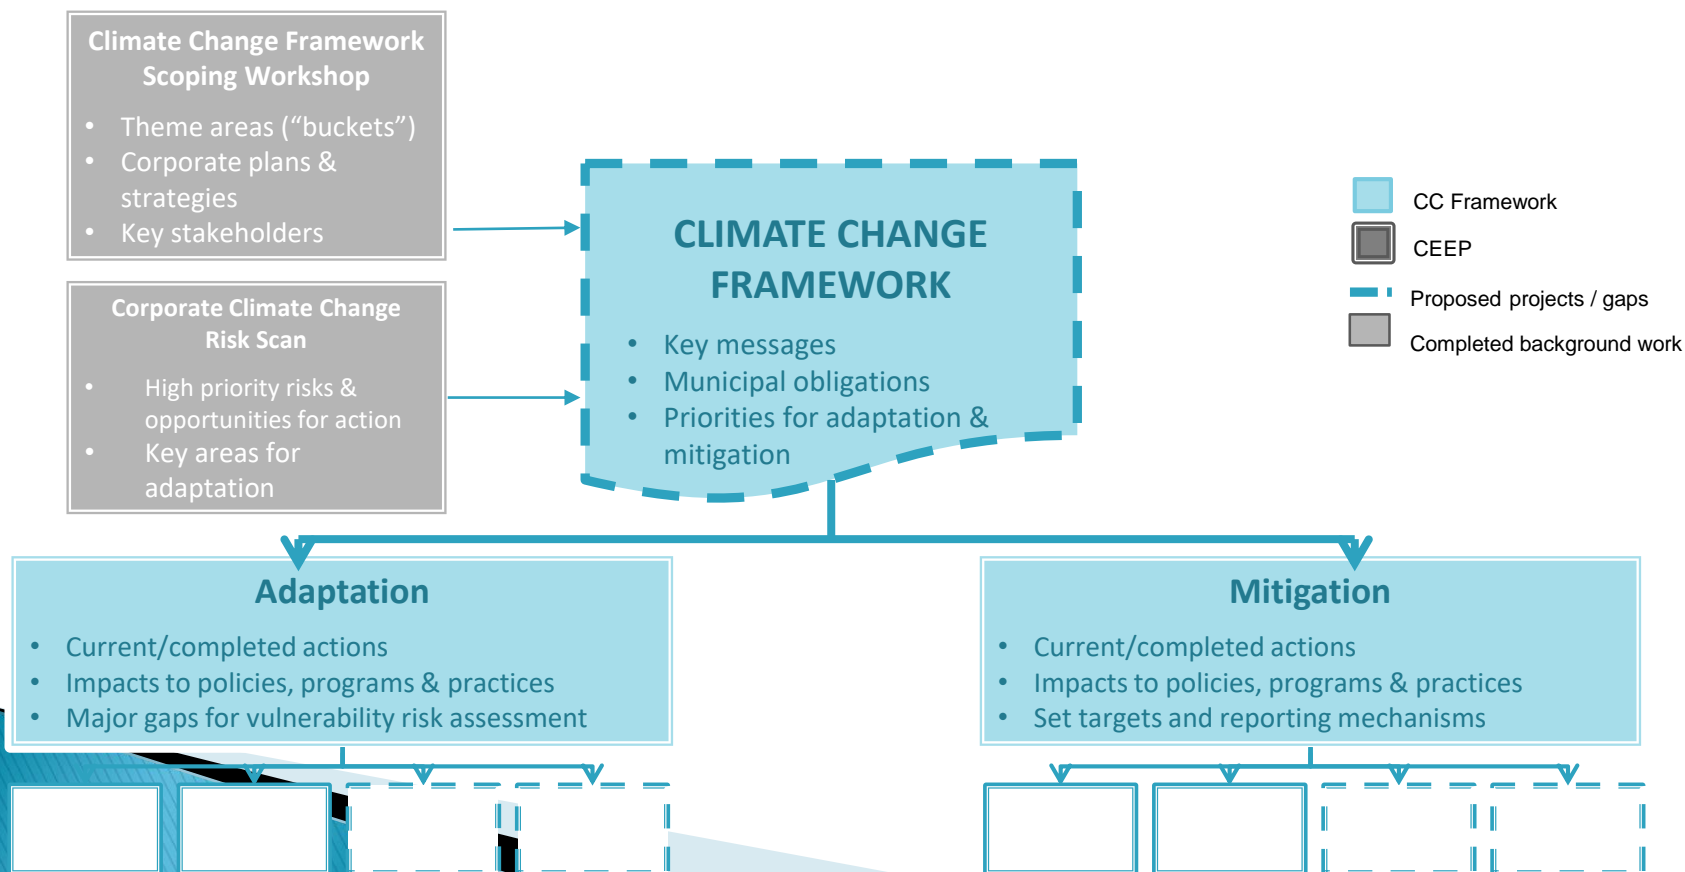 Climate Change Framework
Scoping Workshop
• Theme areas (“buckets”)
• Corporate plans &
strategies
• Key stakeholders
Corporate Climate Change
Risk Scan
• High priority risks &
opportunities for action
• Key areas for
adaptation
CLIMATE CHANGE
FRAMEWORK
• Key messages
• Municipal obligations
• Priorities for adaptation &
mitigation
CC Framework
CEEP
Proposed projects / gaps
Completed background work
Adaptation
• Current/completed actions
• Impacts to policies, programs & practices
• Major gaps for vulnerability risk assessment
Mitigation
• Current/completed actions
• Impacts to policies, programs & practices
• Set targets and reporting mechanisms